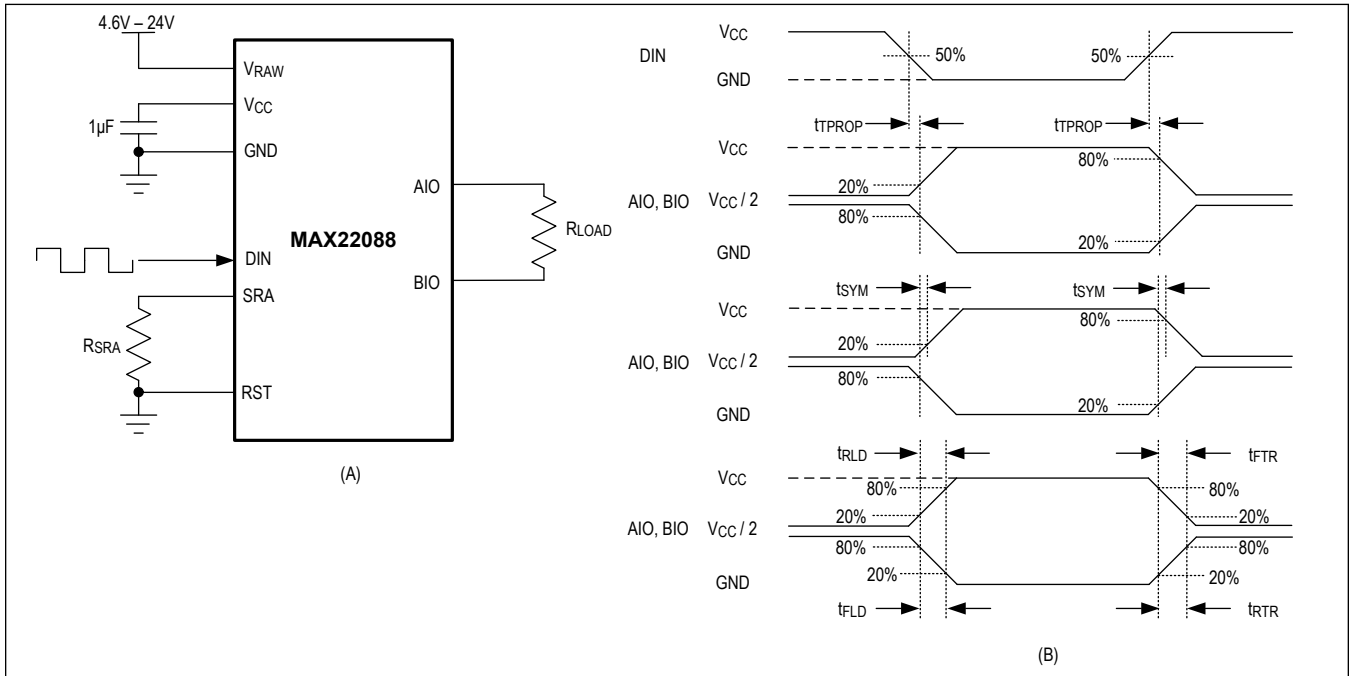 4.6V – 24V
VRAW
VCC
1µF
GND
AIO
RLOAD
MAX22088
DIN
BIO
SRA
RSRA
RST
(A)
VCC
DIN
50%
50%
GND
tTPROP
tTPROP
VCC
80%
20%
AIO, BIO VCC / 2
80%
20%
GND
tSYM
tSYM
VCC
80%
20%
AIO, BIO VCC / 2
80%
20%
GND
tRLD
tFTR
VCC
80%
80%
20%
20%
AIO, BIO VCC / 2
80%
80%
20%
20%
GND
tFLD
tRTR
(B)